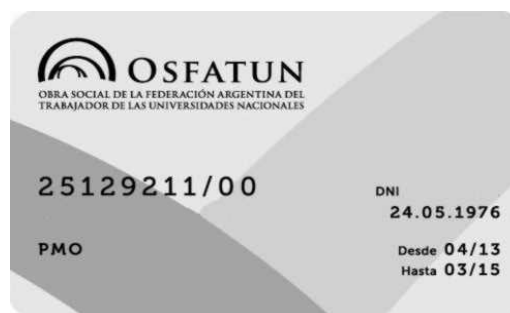 OSFATUN
OBRA SOCIAL DE LA FEDERACIÓN ARGENTINA DEL
TRABAJADOR DE LAS UNIVERSIDADES NACIONALES
25129211/00
DNI
24.05.1976
PMO
Desde 04/13
Hasta 03/15